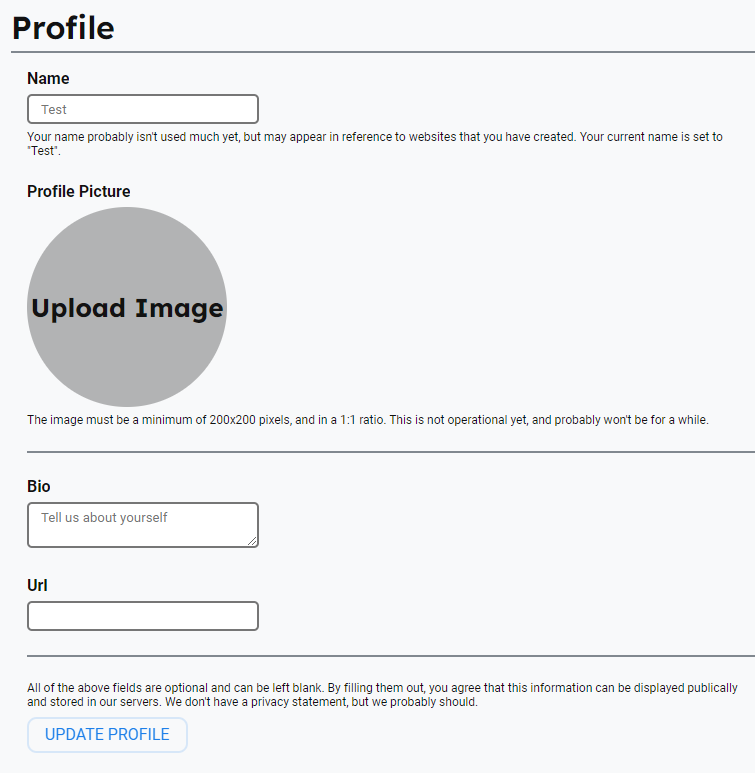 Profile
Name
Test
Your name probably isn't used much yet, but may appear in reference to websites that you have created. Your current name is set to
"Test".
Profile Picture
Upload Image
The image must be a minimum of 200x200 pixels, and in a 1:1 ratio. This is not operational yet, and probably won't be for a while.
Bio
Tell us about yourself
Url
All of the above fields are optional and can be left blank. By filling them out, you agree that this information can be displayed publically
and stored in our servers. We don't have a privacy statement, but we probably should.
UPDATE PROFILE